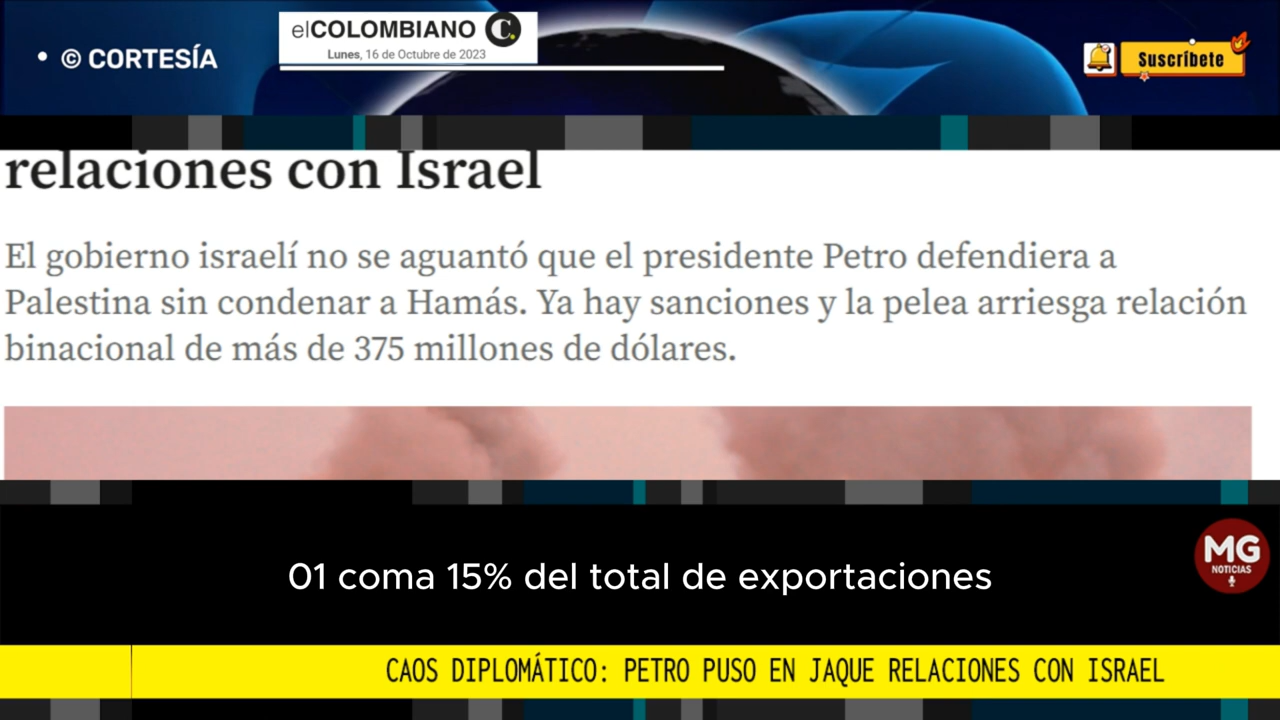 • © CORTESÍA
elCOLOMBIANO C.
Lunes, 16 de Octubre de 2023
Suscríbete
relaciones con Israel
El gobierno israelí no se aguantó que el presidente Petro defendiera a
Palestina sin condenar a Hamás. Ya hay sanciones y la pelea arriesga relación
binacional de más de 375 millones de dólares.
MG
NOTICIAS
01 coma 15% del total de exportaciones
CAOS DIPLOMÁTICO: PETRO PUSO EN JAQUE RELACIONES CON ISRAEL